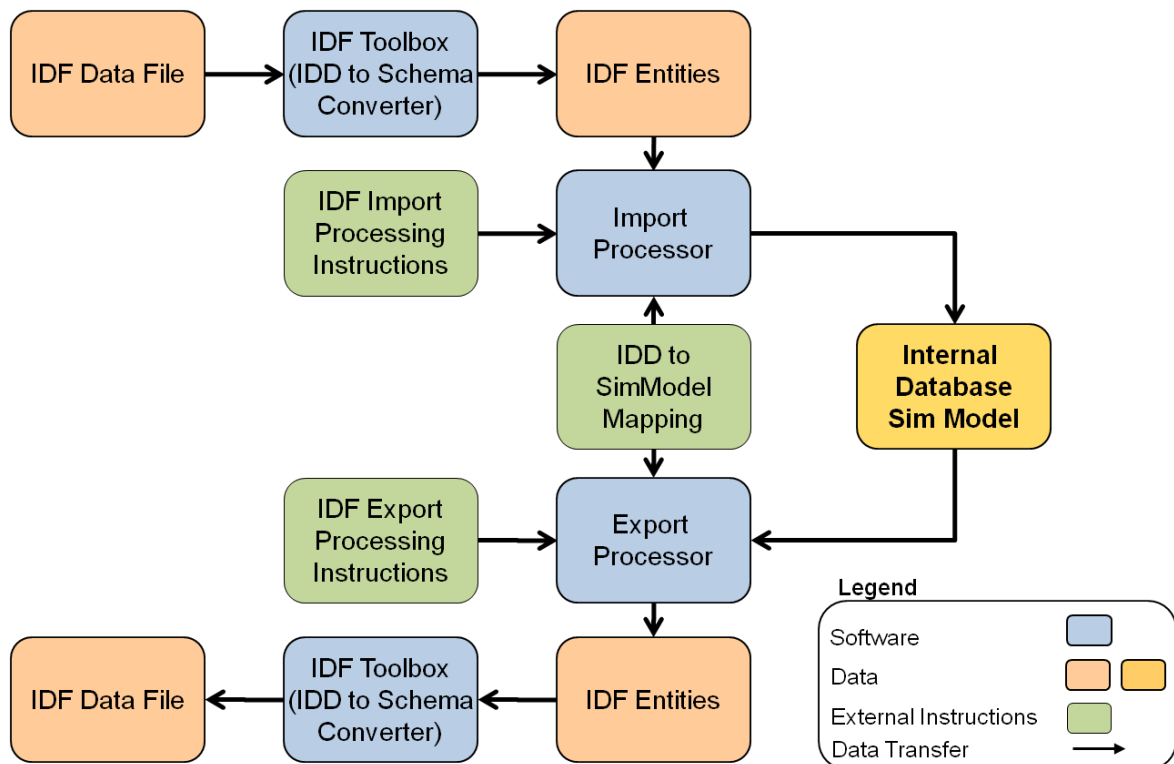 IDF Data File
IDF Toolbox
(IDD to Schema
Converter)
IDF Entities
IDF Import
Processing
Instructions
Import
Processor
IDD to
SimModel
Mapping
Internal
Database
Sim Model
IDF Export
Processing
Instructions
Export
Processor
IDF Data File
IDF Toolbox
(IDD to Schema
Converter)
IDF Entities
Legend
Software
Data
External Instructions
Data Transfer